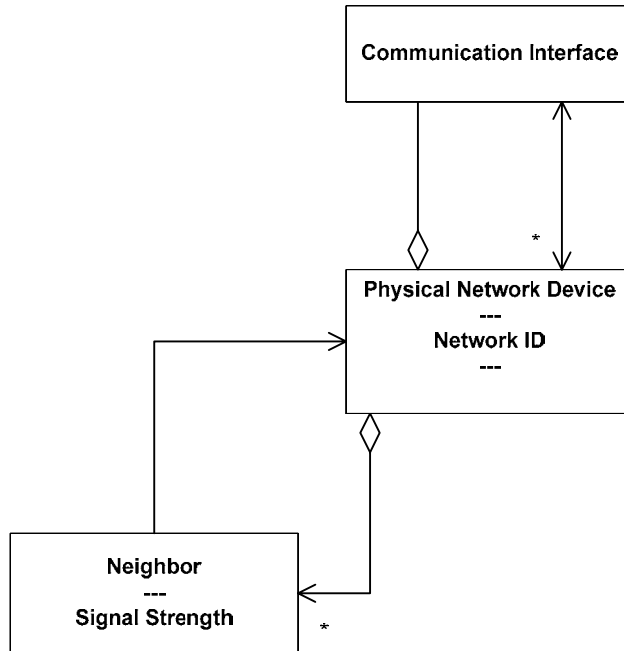 Communication Interface
*
Physical Network Device
---
Network ID
---
Neighbor
---
Signal Strength
*